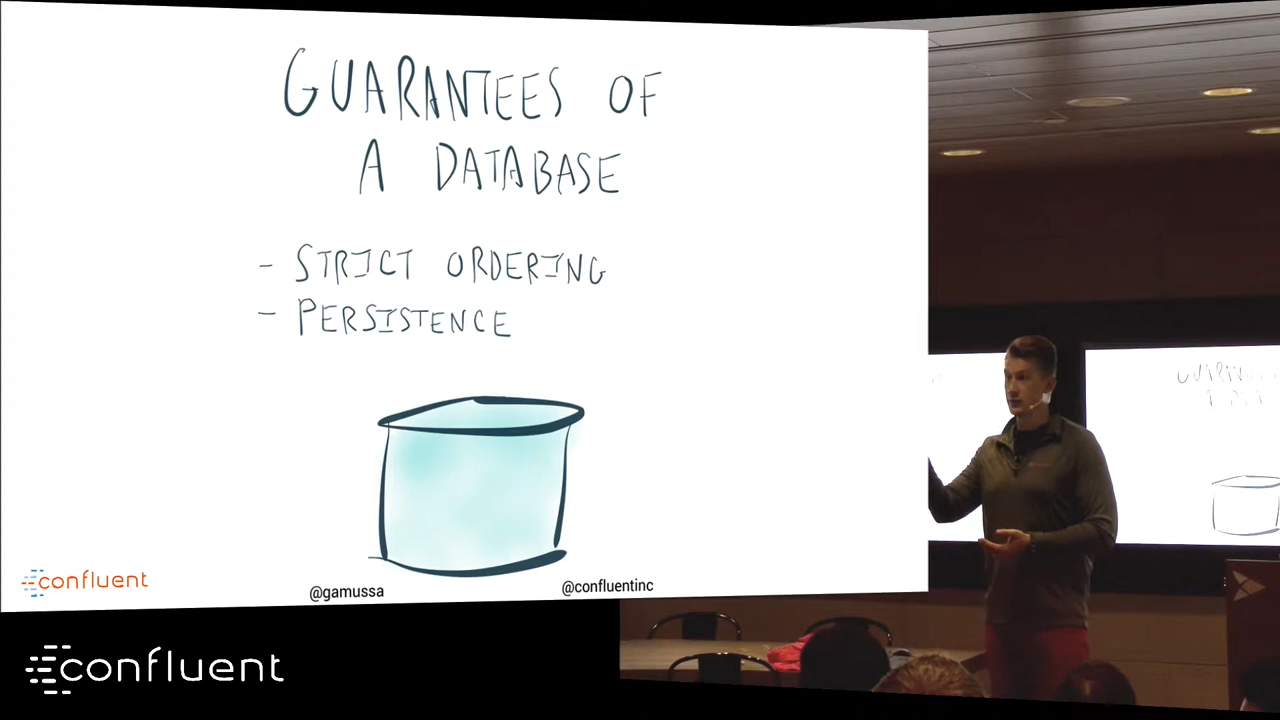 GUARANTEES OF
A DATABASE
- STRICT ORDERING
- PERSISTENCE
confluent
@gamussa
@confluentinc
confluent